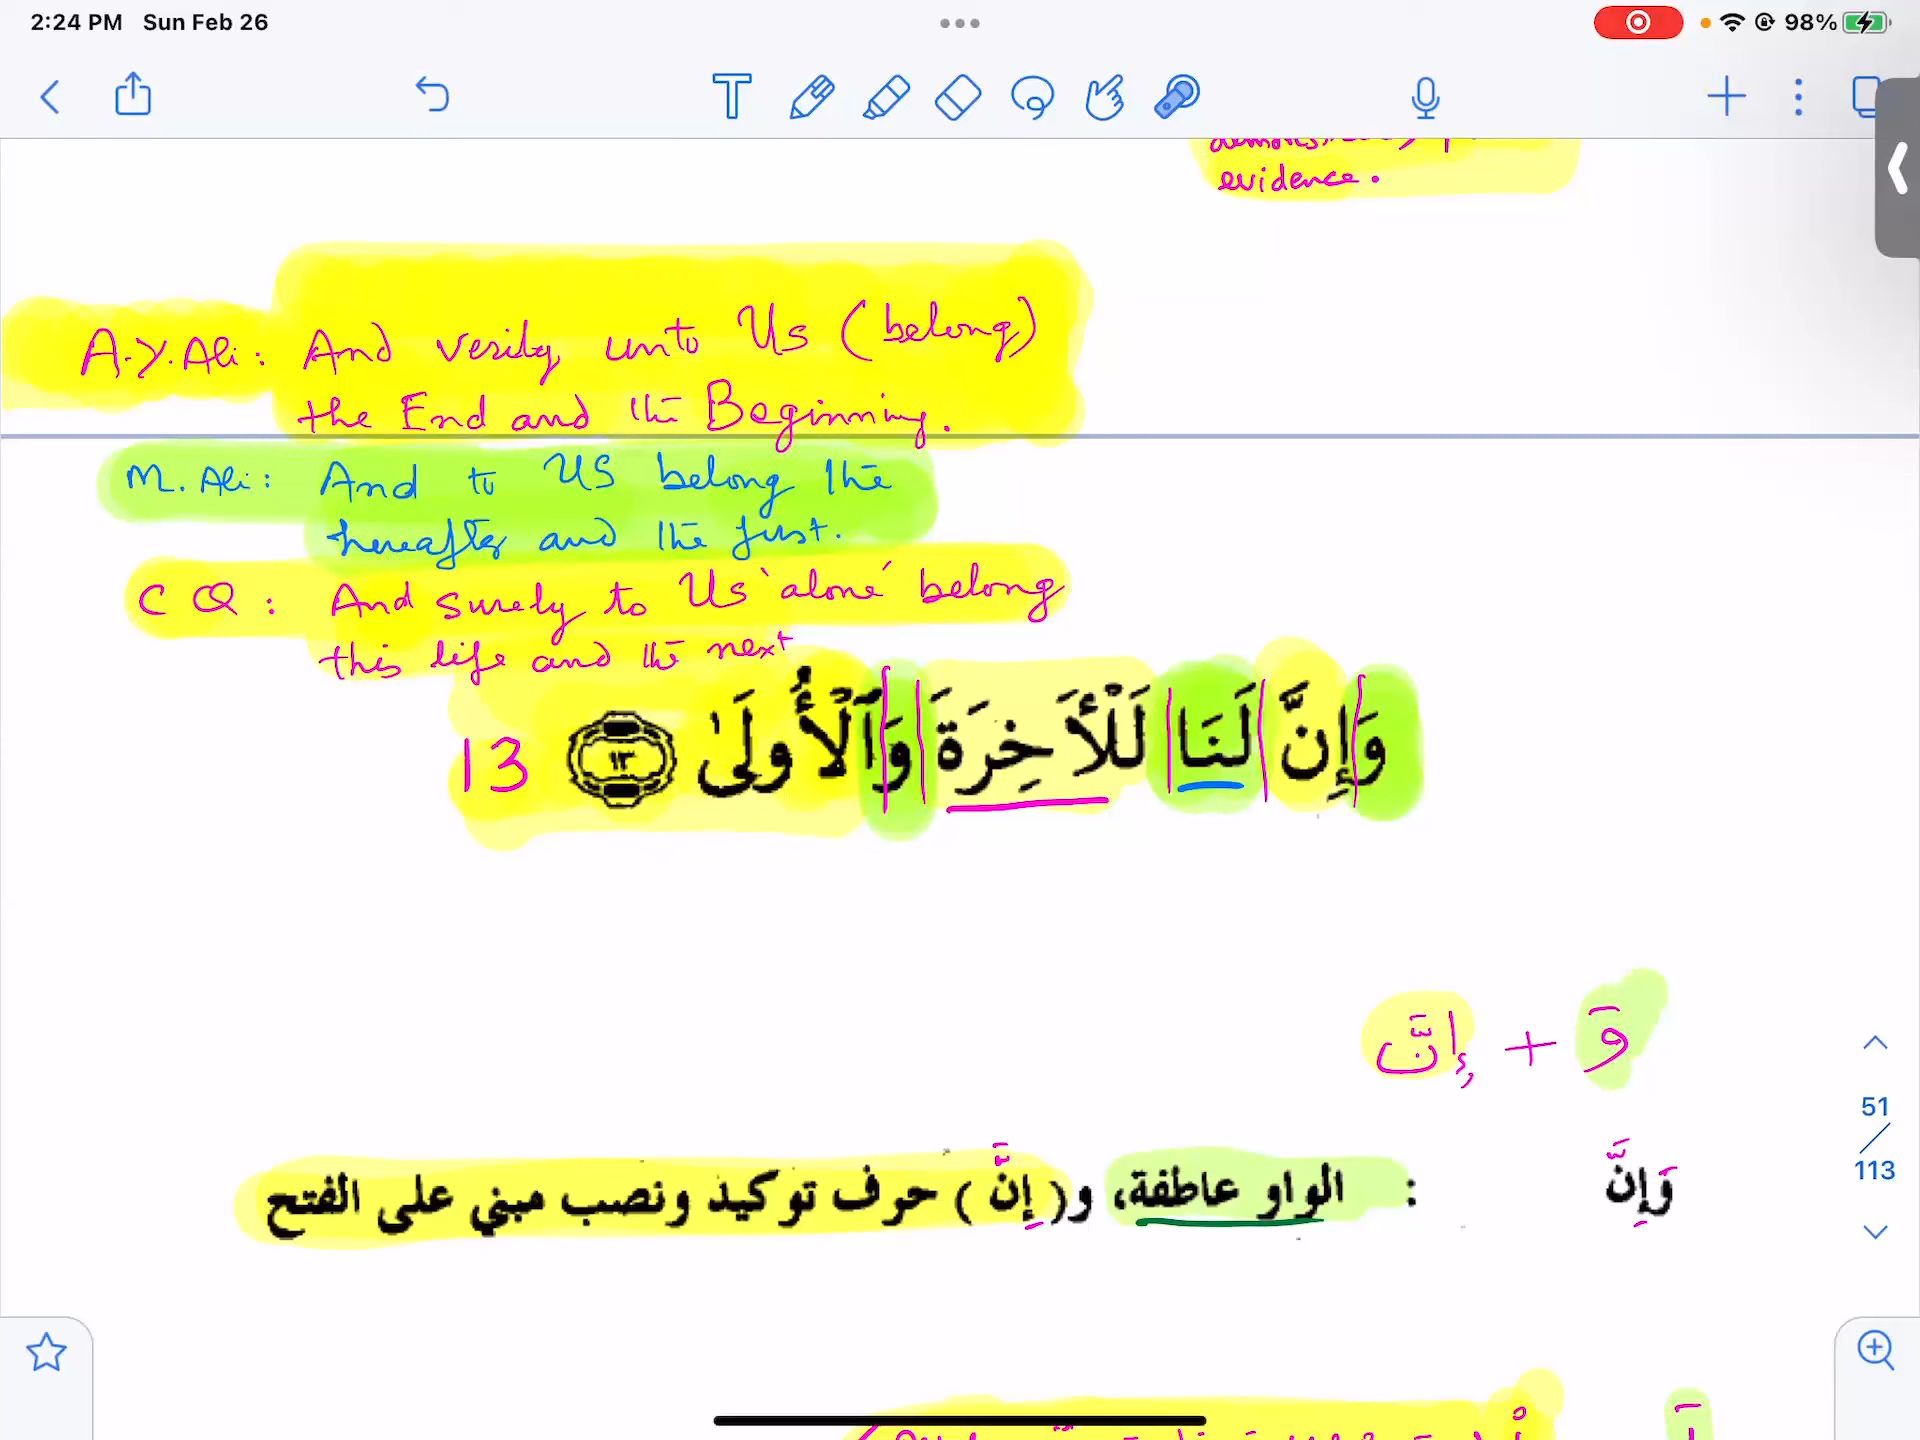 2:24 PM Sun Feb 26
98%
evidence.
A.Y.Ali: And verily unto Us (belong)
the End and the Beginning.
M. Ali: And to US belong the
hereafter and the first.
C Q: And surely to Us 'alone' belong
this life and the next
وَإِنَّ لَنَا لَلْأَخِرَةَ وَٱلْأُولَىٰ ١٣ 13
وَ + إِنَّ
51
113
وَإِنَّ : الواو عاطفة، و( إِنَّ ) حرف توكيد ونصب مبني على الفتح